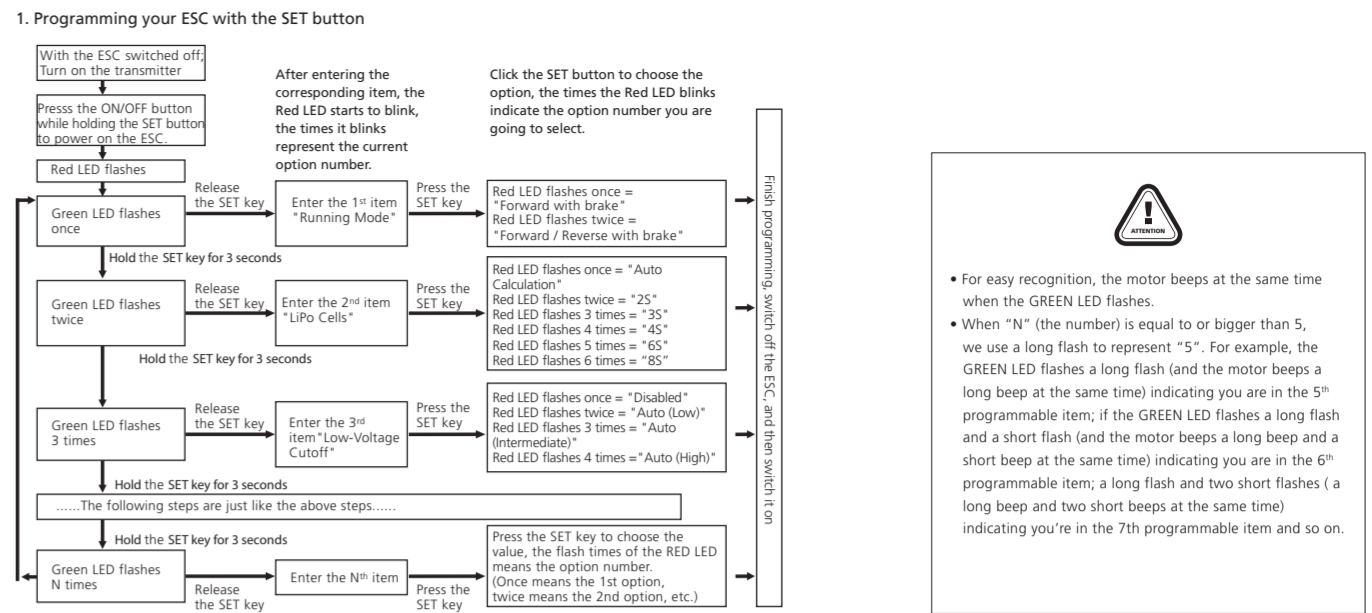 1. Programming your ESC with the SET button
With the ESC switched off;
Turn on the transmitter
Presss the ON/OFF button
while holding the SET button
to power on the ESC.
Red LED flashes
After entering the
corresponding item, the
Red LED starts to blink,
the times it blinks
represent the current
option number.
Click the SET button to choose the
option, the times the Red LED blinks
indicate the option number you are
going to select.
Green LED flashes
once
Release
the SET key
Enter the 1st item
"Running Mode"
Press the
SET key
Red LED flashes once =
"Forward with brake"
Red LED flashes twice =
"Forward / Reverse with brake"
Hold the SET key for 3 seconds
Green LED flashes
twice
Release
the SET key
Enter the 2nd item
"LiPo Cells"
Press the
SET key
Red LED flashes once = "Auto
Calculation"
Red LED flashes twice = "2S"
Red LED flashes 3 times = "3S"
Red LED flashes 4 times = "4S"
Red LED flashes 5 times = "6S"
Red LED flashes 6 times = “8S”
Hold the SET key for 3 seconds
Green LED flashes
3 times
Release
the SET key
Enter the 3rd
item"Low-Voltage
Cutoff"
Press the
SET key
Red LED flashes once = "Disabled"
Red LED flashes twice = "Auto (Low)"
Red LED flashes 3 times = "Auto
(Intermediate)"
Red LED flashes 4 times ="Auto (High)"
Hold the SET key for 3 seconds
......The following steps are just like the above steps......
Hold the SET key for 3 seconds
Green LED flashes
N times
Release
the SET key
Enter the Nth item
Press the
SET key
Press the SET key to choose the
value, the flash times of the RED LED
means the option number.
(Once means the 1st option,
twice means the 2nd option, etc.)
Finish programming, switch off the ESC, and then switch it on
!
ATTENTION
• For easy recognition, the motor beeps at the same time
when the GREEN LED flashes.
• When “N” (the number) is equal to or bigger than 5,
we use a long flash to represent “5”. For example, the
GREEN LED flashes a long flash (and the motor beeps a
long beep at the same time) indicating you are in the 5th
programmable item; if the GREEN LED flashes a long flash
and a short flash (and the motor beeps a long beep and a
short beep at the same time) indicating you are in the 6th
programmable item; a long flash and two short flashes ( a
long beep and two short beeps at the same time)
indicating you’re in the 7th programmable item and so on.